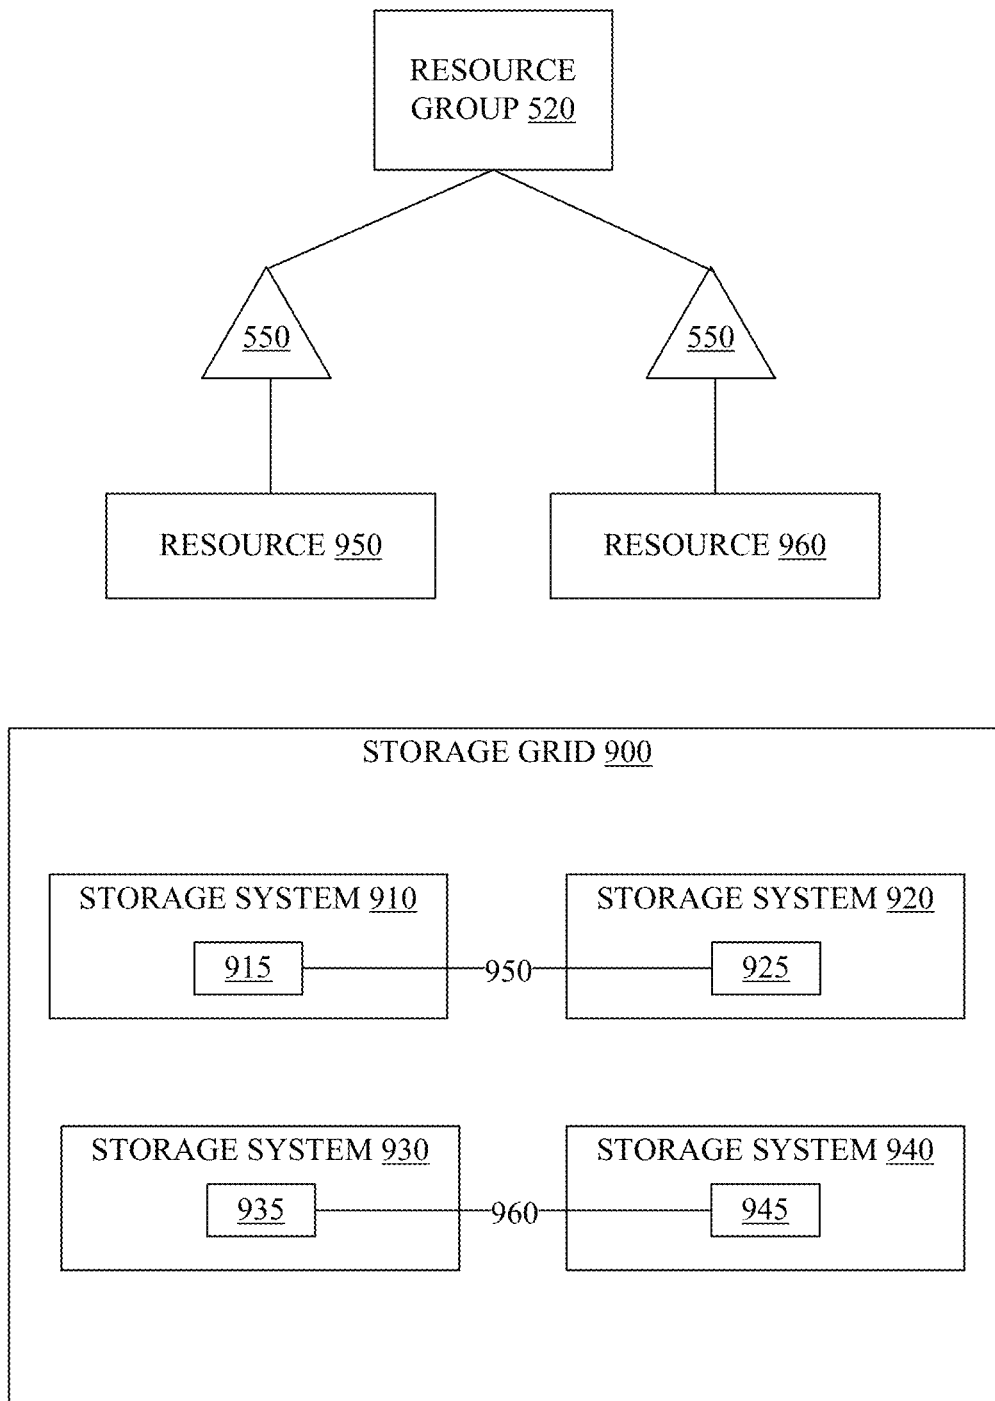 RESOURCE
GROUP 520
550
550
RESOURCE 950
RESOURCE 960
STORAGE GRID 900
STORAGE SYSTEM 910
STORAGE SYSTEM 920
915
950
925
STORAGE SYSTEM 930
STORAGE SYSTEM 940
935
960
945